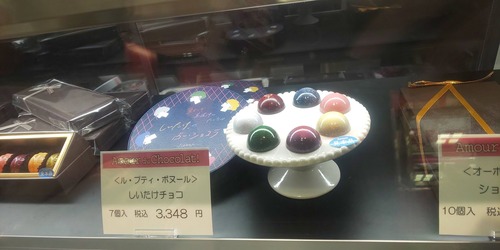 Amour du Chocolat!
<ル・プティ・ボヌール>
しいたけチョコ
7個入 税込 3,348 円
Amour
<オーボ
ショ
10個入 税込